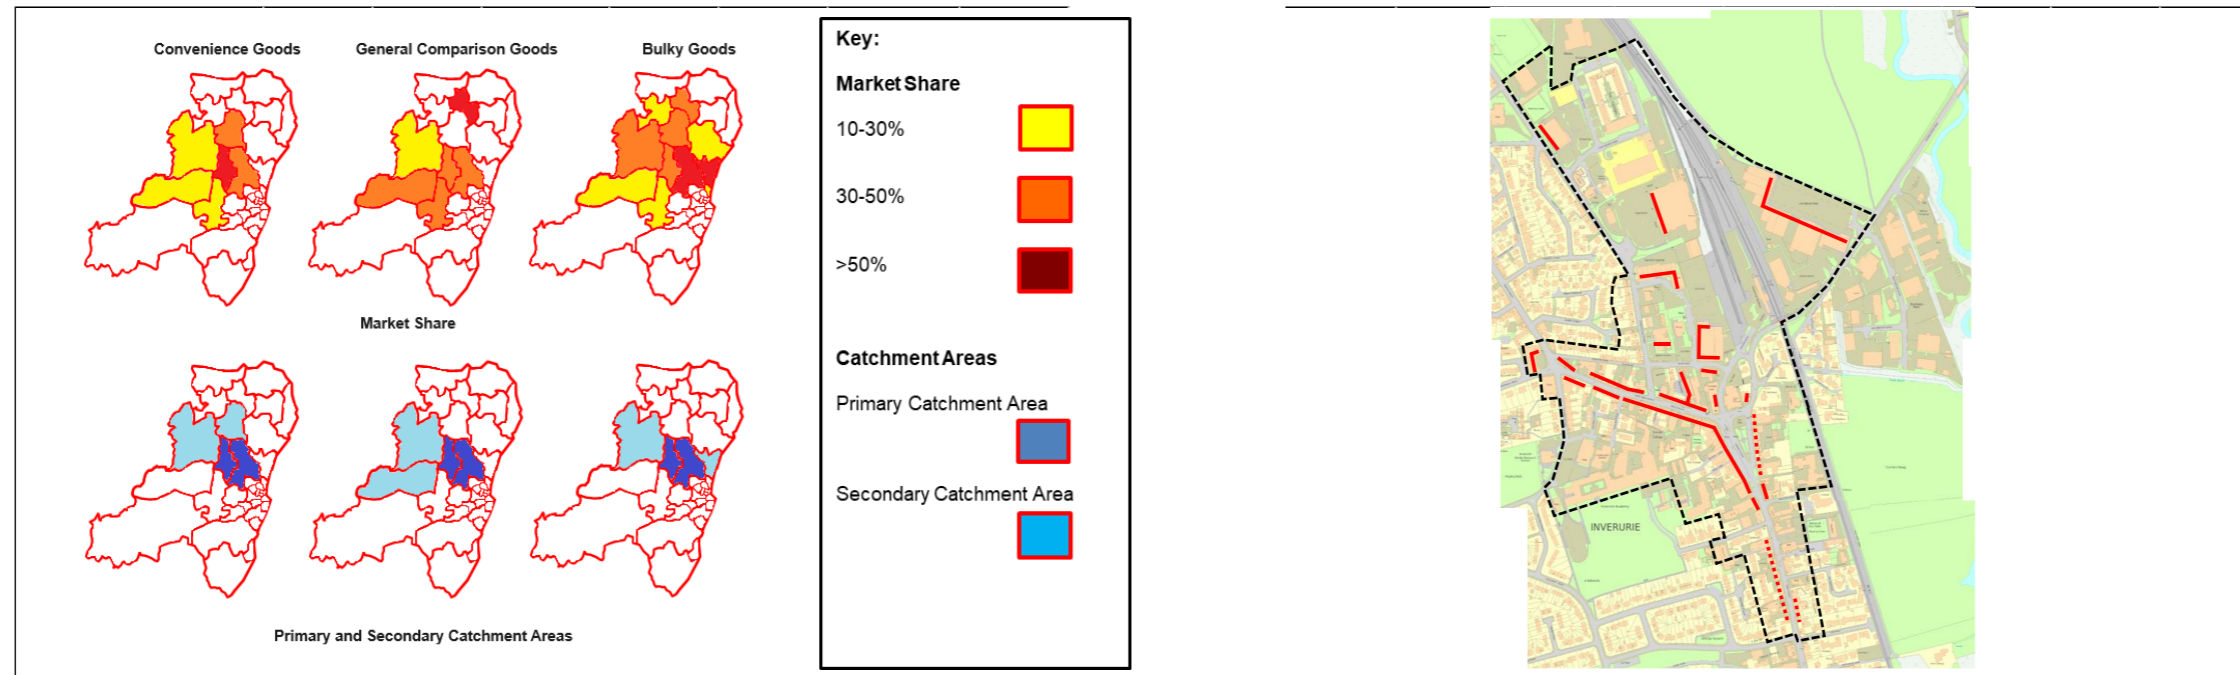 Convenience Goods
General Comparison Goods
Bulky Goods
Market Share
Primary and Secondary Catchment Areas
Key:
Market Share
10-30%
30-50%
>50%
Catchment Areas
Primary Catchment Area
Secondary Catchment Area
INVERURIE